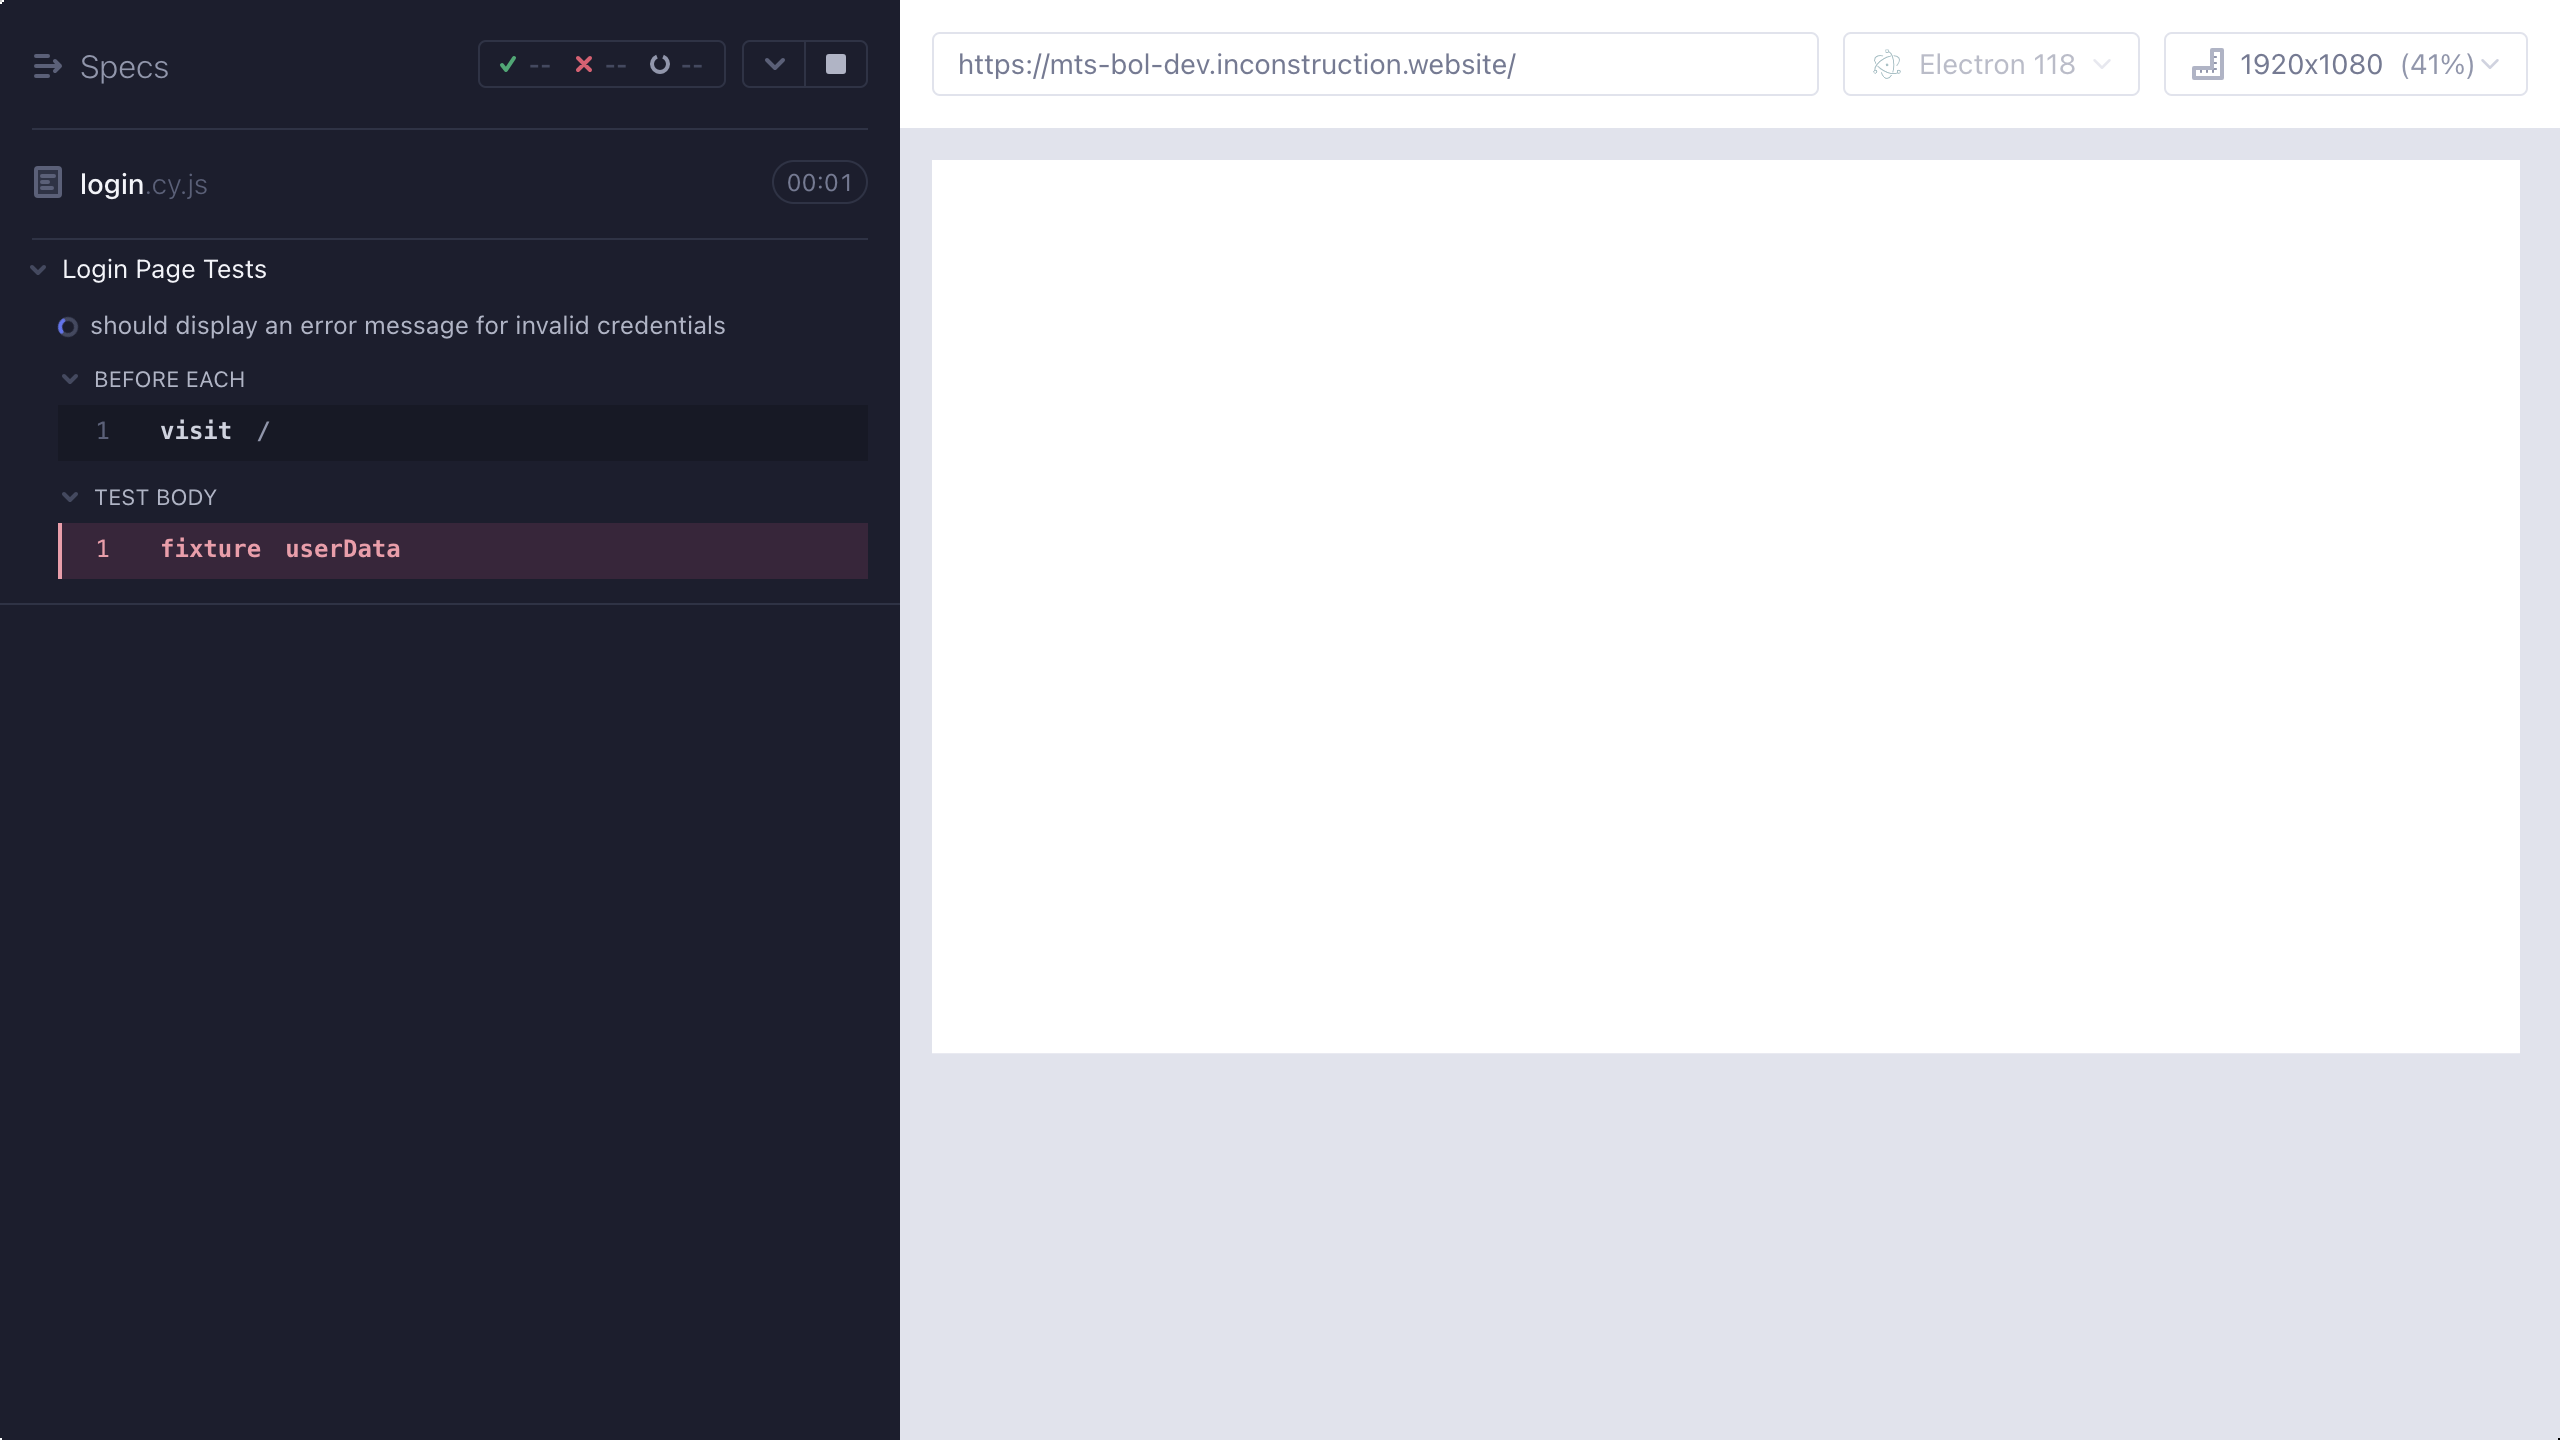 Specs
-- -- --
login.cy.js
00:01
Login Page Tests
should display an error message for invalid credentials
BEFORE EACH
1 visit /
TEST BODY
1 fixture userData
https://mts-bol-dev.inconstruction.website/
Electron 118
1920x1080 (41%)